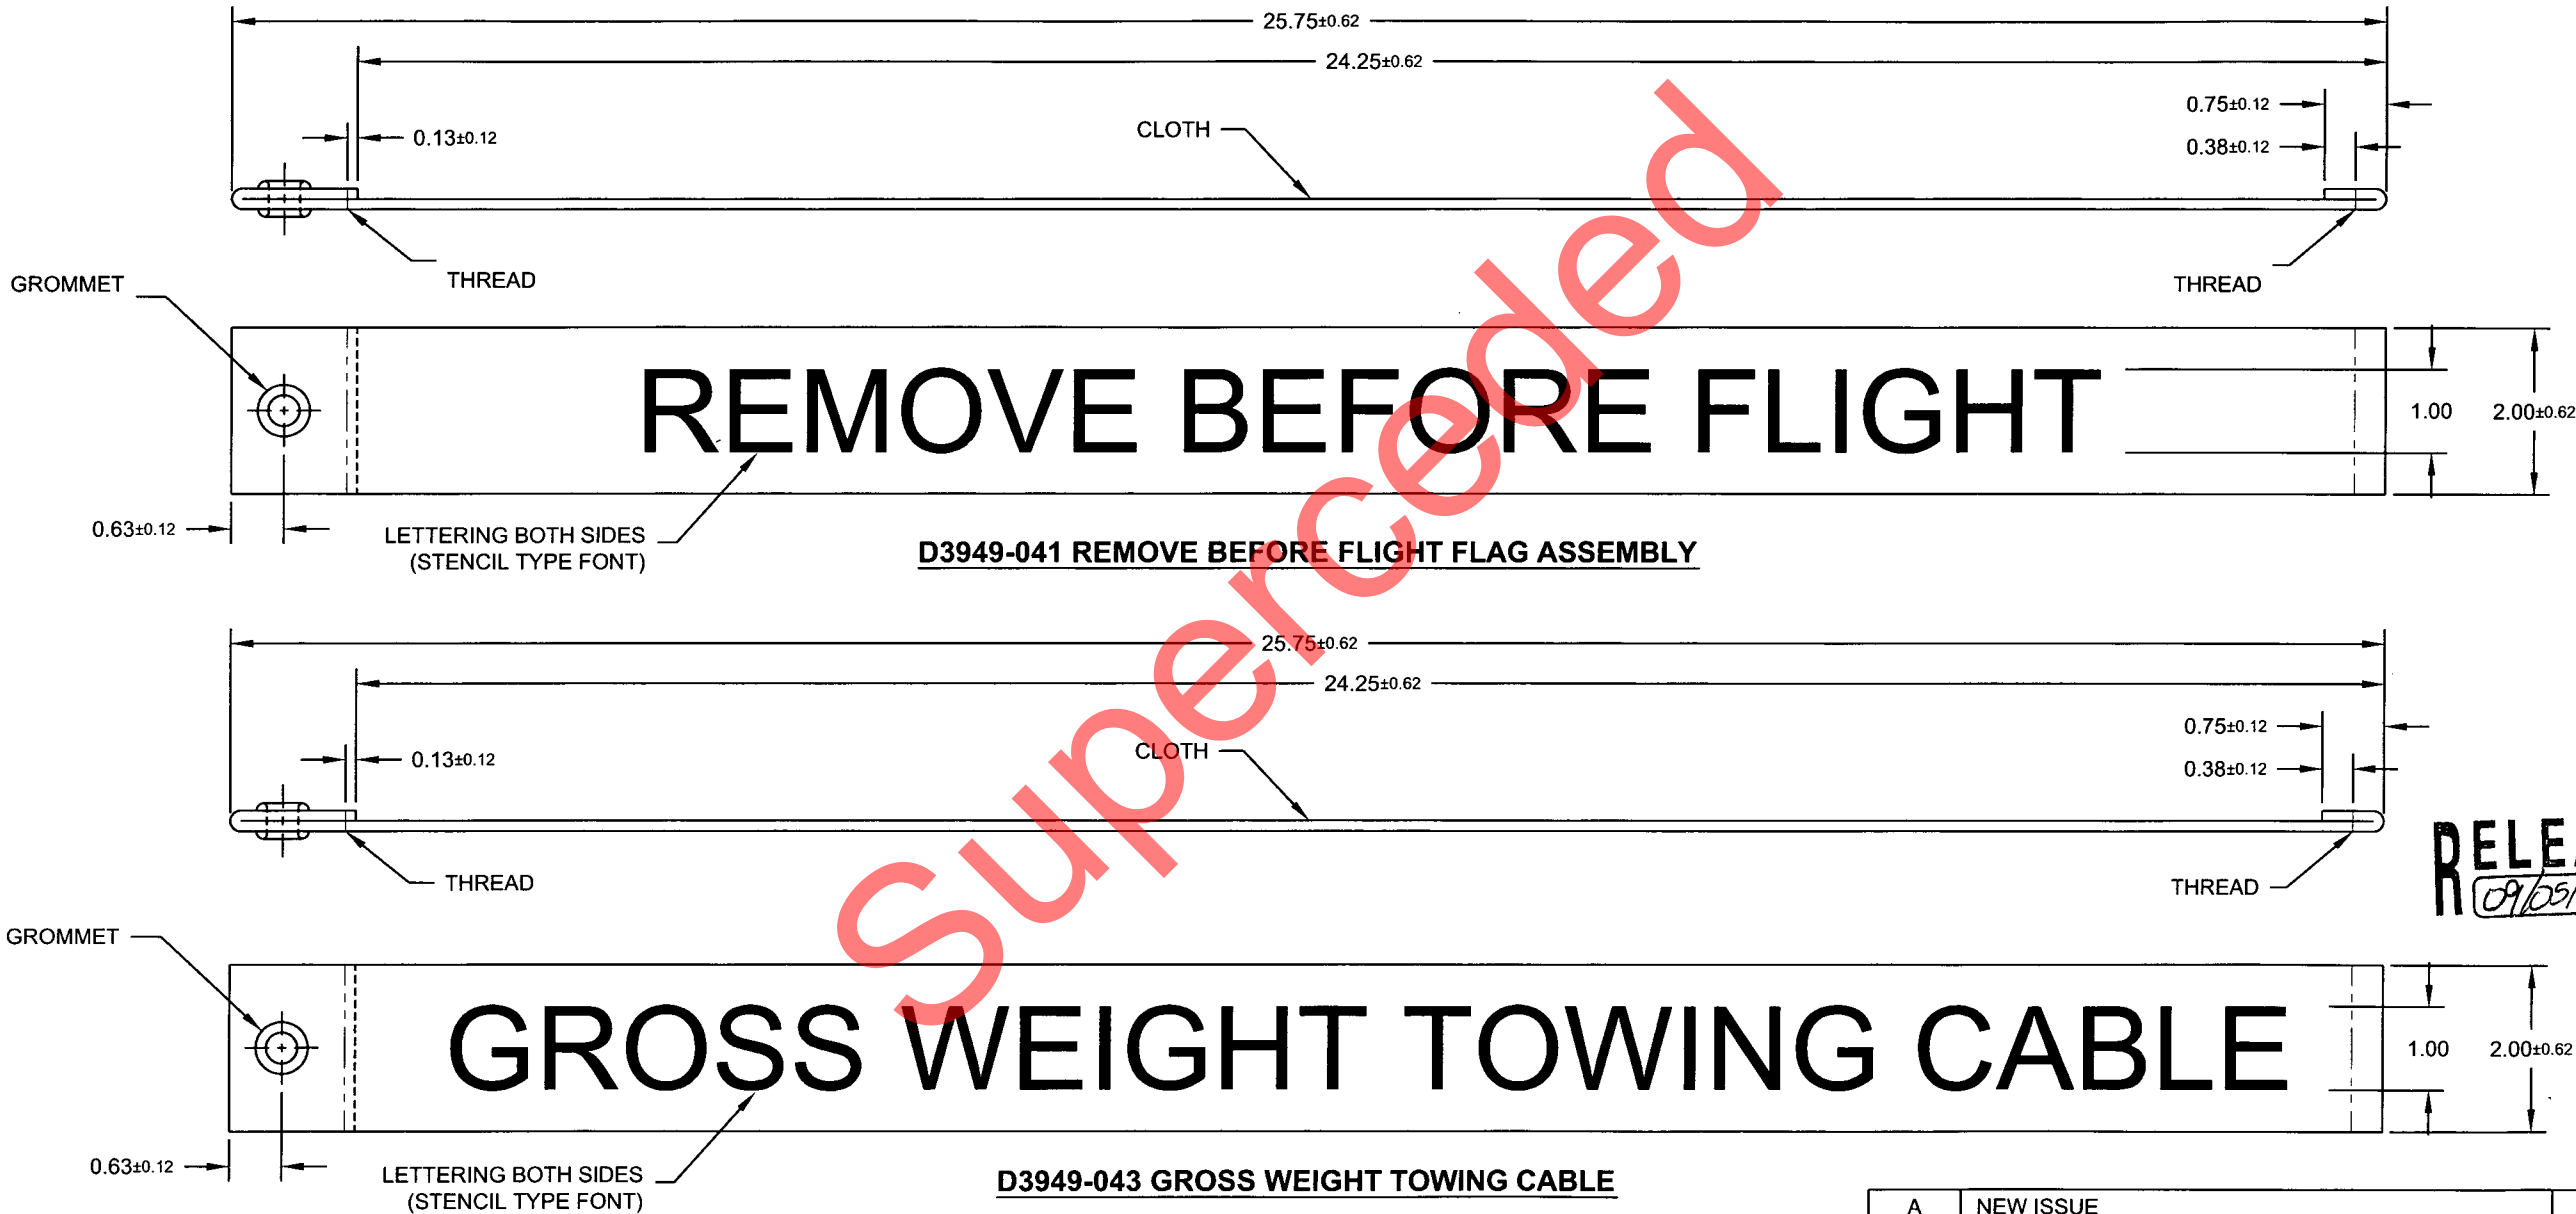 25.75±0.62
24.25±0.62
0.75±0.12
0.13±0.12
CLOTH
0.38±0.12
THREAD
THREAD
GROMMET
REMOVE BEFORE FLIGHT
1.00
2.00±0.62
0.63±0.12
LETTERING BOTH SIDES
(STENCIL TYPE FONT)
D3949-041 REMOVE BEFORE FLIGHT FLAG ASSEMBLY
Superceded
25.75±0.62
24.25±0.62
0.75±0.12
0.13±0.12
CLOTH
0.38±0.12
THREAD
THREAD
09/05/
GROMMET
GROSS WEIGHT TOWING CABLE
1.00
2.00±0.62
0.63±0.12
LETTERING BOTH SIDES
(STENCIL TYPE FONT)
D3949-043 GROSS WEIGHT TOWING CABLE
A NEW ISSUE